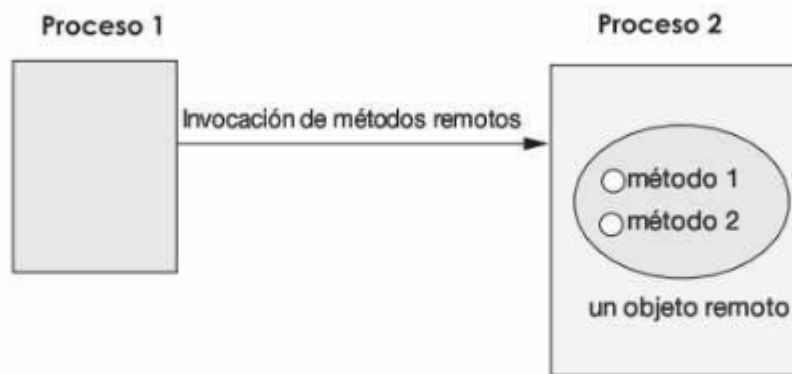 Proceso 1
Proceso 2
Invocación de métodos remotos
método 1
método 2
un objeto remoto